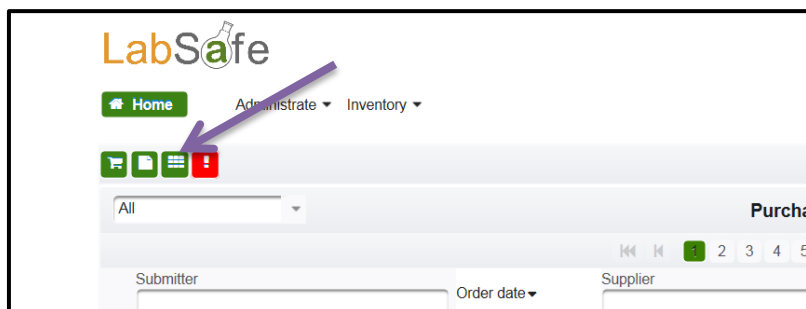 LabSafe
Home Administrate Inventory
All
Purcha
1 2 3 4 5
Submitter
Order date
Supplier